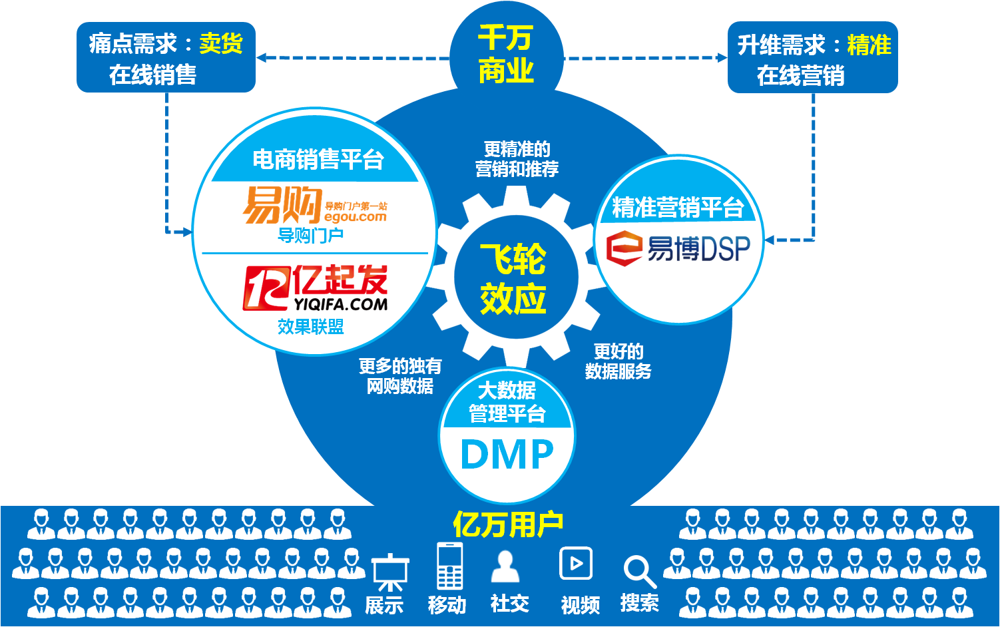 千万
商业
痛点需求：卖货
在线销售
升维需求：精准
在线营销
电商销售平台
易购
导购门户第一站
egou.com
导购门户
亿起发
YIQIFA.COM
效果联盟
更精准的
营销和推荐
精准营销平台
易博DSP
飞轮
效应
更多的独有
网购数据
更好的
数据服务
大数据
管理平台
DMP
亿万用户
展示
移动
社交
视频
搜索